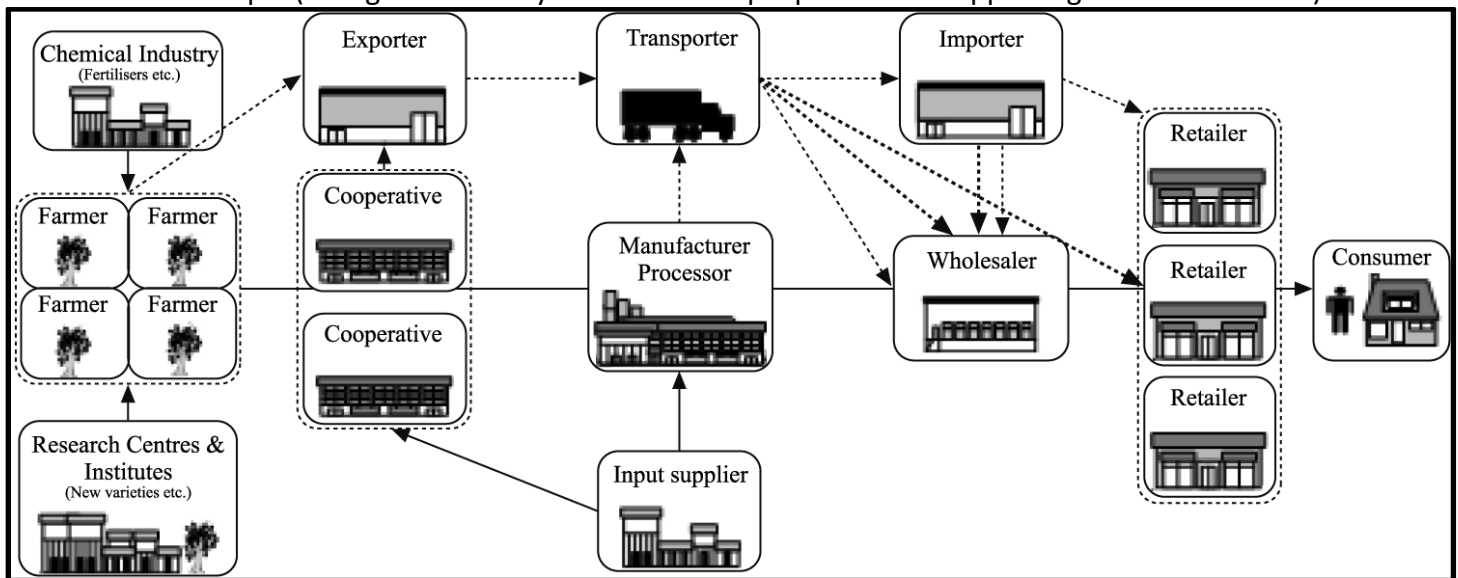 Chemical Industry
(Fertilisers etc.)
Exporter
Transporter
Importer
Retailer
Farmer
Farmer
Cooperative
Manufacturer
Processor
Wholesaler
Retailer
Consumer
Farmer
Farmer
Cooperative
Retailer
Research Centres &
Institutes
(New varieties etc.)
Input supplier